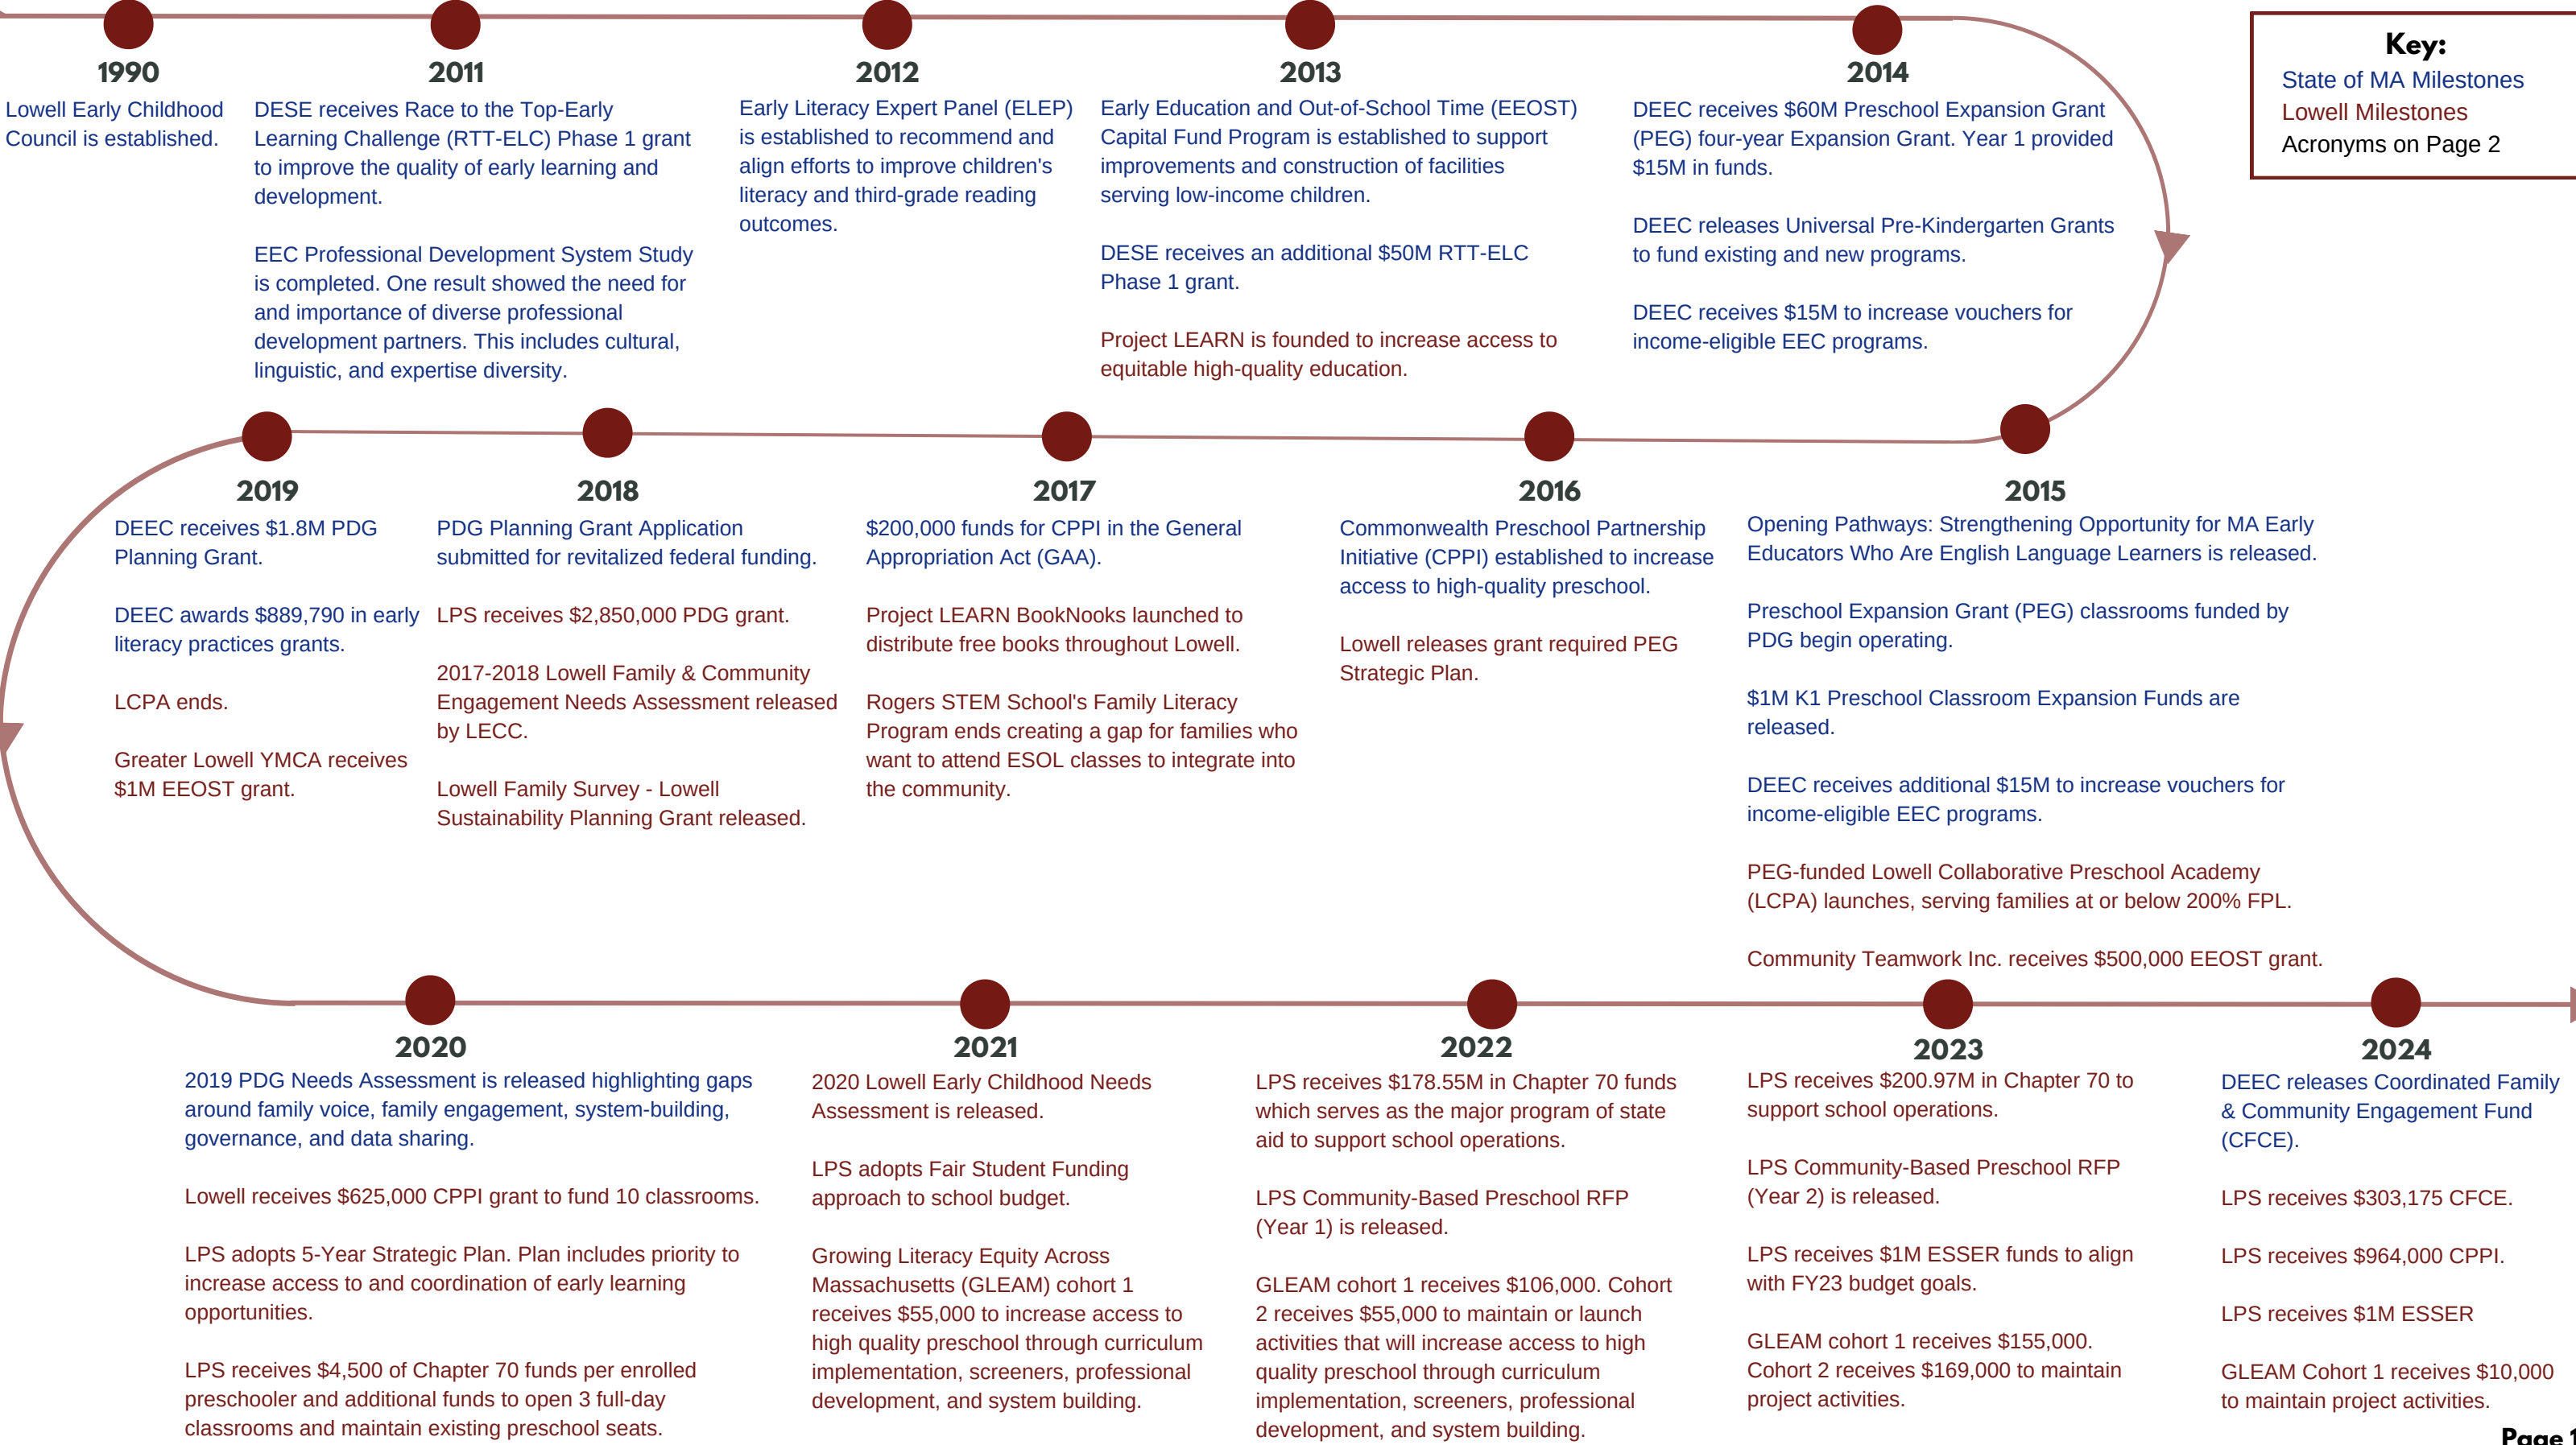 1990
Lowell Early Childhood
Council is established.
2011
DESE receives Race to the Top-Early
Learning Challenge (RTT-ELC) Phase 1 grant
to improve the quality of early learning and
development.
EEC Professional Development System Study
is completed. One result showed the need for
and importance of diverse professional
development partners. This includes cultural,
linguistic, and expertise diversity.
2012
Early Literacy Expert Panel (ELEP)
is established to recommend and
align efforts to improve children's
literacy and third-grade reading
outcomes.
2013
Early Education and Out-of-School Time (EEOST)
Capital Fund Program is established to support
improvements and construction of facilities
serving low-income children.
DESE receives an additional $50M RTT-ELC
Phase 1 grant.
Project LEARN is founded to increase access to
equitable high-quality education.
2014
DEEC receives $60M Preschool Expansion Grant
(PEG) four-year Expansion Grant. Year 1 provided
$15M in funds.
DEEC releases Universal Pre-Kindergarten Grants
to fund existing and new programs.
DEEC receives $15M to increase vouchers for
income-eligible EEC programs.
Key:
State of MA Milestones
Lowell Milestones
Acronyms on Page 2
2019
DEEC receives $1.8M PDG
Planning Grant.
DEEC awards $889,790 in early
literacy practices grants.
LCPA ends.
Greater Lowell YMCA receives
$1M EEOST grant.
2018
PDG Planning Grant Application
submitted for revitalized federal funding.
LPS receives $2,850,000 PDG grant.
2017-2018 Lowell Family & Community
Engagement Needs Assessment released
by LECC.
Lowell Family Survey - Lowell
Sustainability Planning Grant released.
2017
$200,000 funds for CPPI in the General
Appropriation Act (GAA).
Project LEARN BookNooks launched to
distribute free books throughout Lowell.
Rogers STEM School's Family Literacy
Program ends creating a gap for families who
want to attend ESOL classes to integrate into
the community.
2016
Commonwealth Preschool Partnership
Initiative (CPPI) established to increase
access to high-quality preschool.
Lowell releases grant required PEG
Strategic Plan.
2015
Opening Pathways: Strengthening Opportunity for MA Early
Educators Who Are English Language Learners is released.
Preschool Expansion Grant (PEG) classrooms funded by
PDG begin operating.
$1M K1 Preschool Classroom Expansion Funds are
released.
DEEC receives additional $15M to increase vouchers for
income-eligible EEC programs.
PEG-funded Lowell Collaborative Preschool Academy
(LCPA) launches, serving families at or below 200% FPL.
Community Teamwork Inc. receives $500,000 EEOST grant.
2020
2019 PDG Needs Assessment is released highlighting gaps
around family voice, family engagement, system-building,
governance, and data sharing.
Lowell receives $625,000 CPPI grant to fund 10 classrooms.
LPS adopts 5-Year Strategic Plan. Plan includes priority to
increase access to and coordination of early learning
opportunities.
LPS receives $4,500 of Chapter 70 funds per enrolled
preschooler and additional funds to open 3 full-day
classrooms and maintain existing preschool seats.
2021
2020 Lowell Early Childhood Needs
Assessment is released.
LPS adopts Fair Student Funding
approach to school budget.
Growing Literacy Equity Across
Massachusetts (GLEAM) cohort 1
receives $55,000 to increase access to
high quality preschool through curriculum
implementation, screeners, professional
development, and system building.
2022
LPS receives $178.55M in Chapter 70 funds
which serves as the major program of state
aid to support school operations.
LPS Community-Based Preschool RFP
(Year 1) is released.
GLEAM cohort 1 receives $106,000. Cohort
2 receives $55,000 to maintain or launch
activities that will increase access to high
quality preschool through curriculum
implementation, screeners, professional
development, and system building.
2023
LPS receives $200.97M in Chapter 70 to
support school operations.
LPS Community-Based Preschool RFP
(Year 2) is released.
LPS receives $1M ESSER funds to align
with FY23 budget goals.
GLEAM cohort 1 receives $155,000.
Cohort 2 receives $169,000 to maintain
project activities.
2024
DEEC releases Coordinated Family
& Community Engagement Fund
(CFCE).
LPS receives $303,175 CFCE.
LPS receives $964,000 CPPI.
LPS receives $1M ESSER
GLEAM Cohort 1 receives $10,000
to maintain project activities.
Page 1